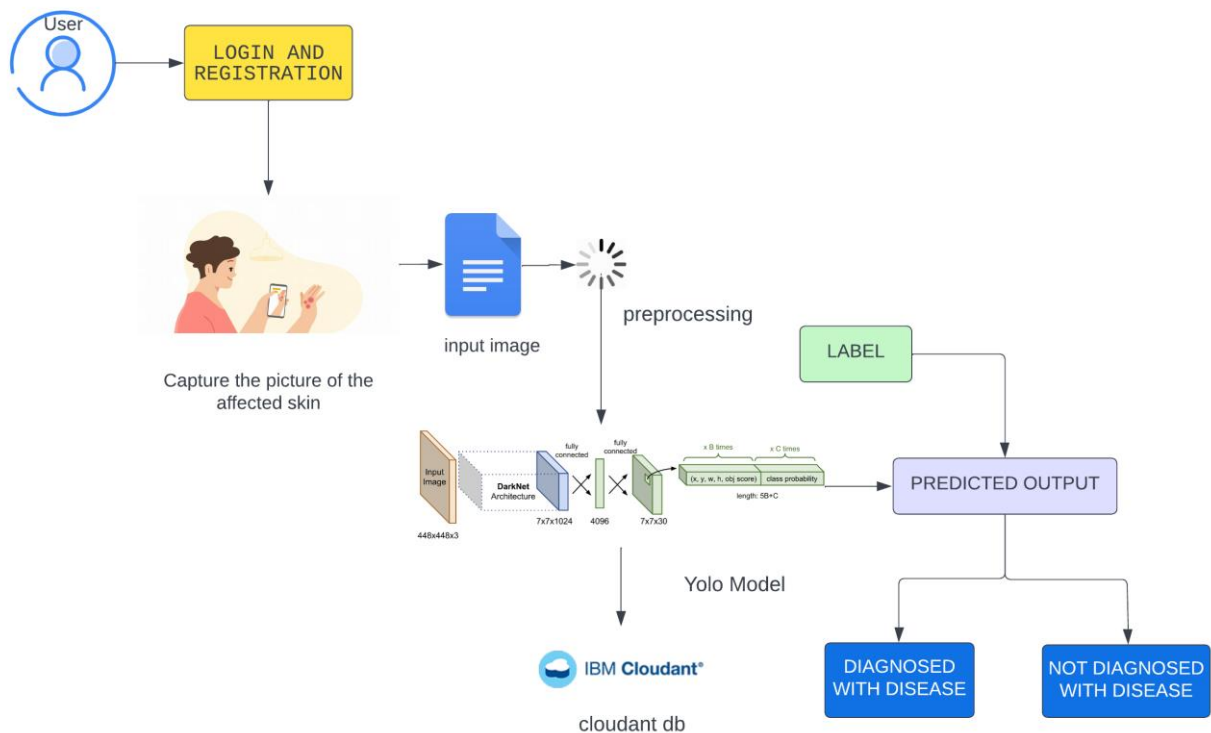 User
LOGIN AND
REGISTRATION
Capture the picture of the
affected skin
input image
preprocessing
LABEL
Input
Image
448x448x3
DarkNet
Architecture
7x7x1024
fully
connected
4096
fully
connected
7x7x30
x B times
x C times
(x, y, w, h, obj score)
class probability
length: 5B+C
PREDICTED OUTPUT
Yolo Model
IBM Cloudant®
cloudant db
DIAGNOSED
WITH DISEASE
NOT DIAGNOSED
WITH DISEASE